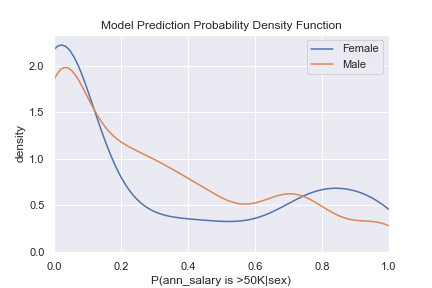 Model Prediction Probability Density Function
Female
Male
density
2.0
1.5
1.0
0.5
0.0
0.0 0.2 0.4 0.6 0.8 1.0
P(ann_salary is >50K|sex)